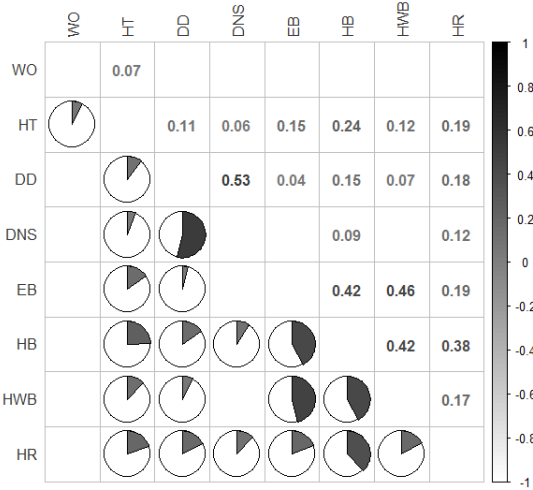 WO HT DD DNS EB HB HWB HR
WO 0.07
HT 0.11 0.06 0.15 0.24 0.12 0.19
DD 0.53 0.04 0.15 0.07 0.18
DNS 0.09 0.12
EB 0.42 0.46 0.19
HB 0.42 0.38
HWB 0.17
HR
1
0.8
0.6
0.4
0.2
0
-0.2
-0.4
-0.6
-0.8
-1